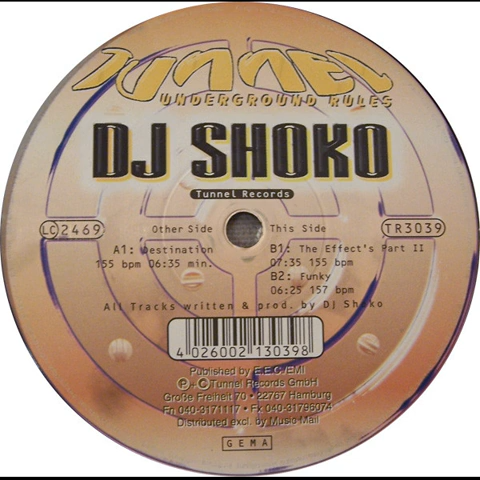 TUNNEL
UNDERGROUND RULES
DJ SHOKO
Tunnel Records
LC 2469
Other Side
This Side
TR3039
A1: Destination
155 bpm 06:35 min.
B1: The Effect's Part II
07:35 155 bpm
B2: Funky
06:25 157 bpm
All Tracks written & prod. by DJ Shoko
4 026002 130398
Published by E.E.C./EMI
℗ + © Tunnel Records GmbH
Große Freiheit 70 • 22767 Hamburg
Fn 040-3171117 • Fx 040-31795074
Distributed excl. by Music Mail
GEMA